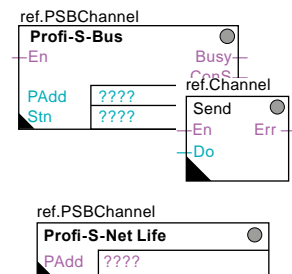 ref.PSBChannel
Profi-S-Bus
En Busy
ConS
ref.Channel
PAdd ????
Send
Stn ????
En Err
Do
ref.PSBChannel
Profi-S-Net Life
PAdd ????